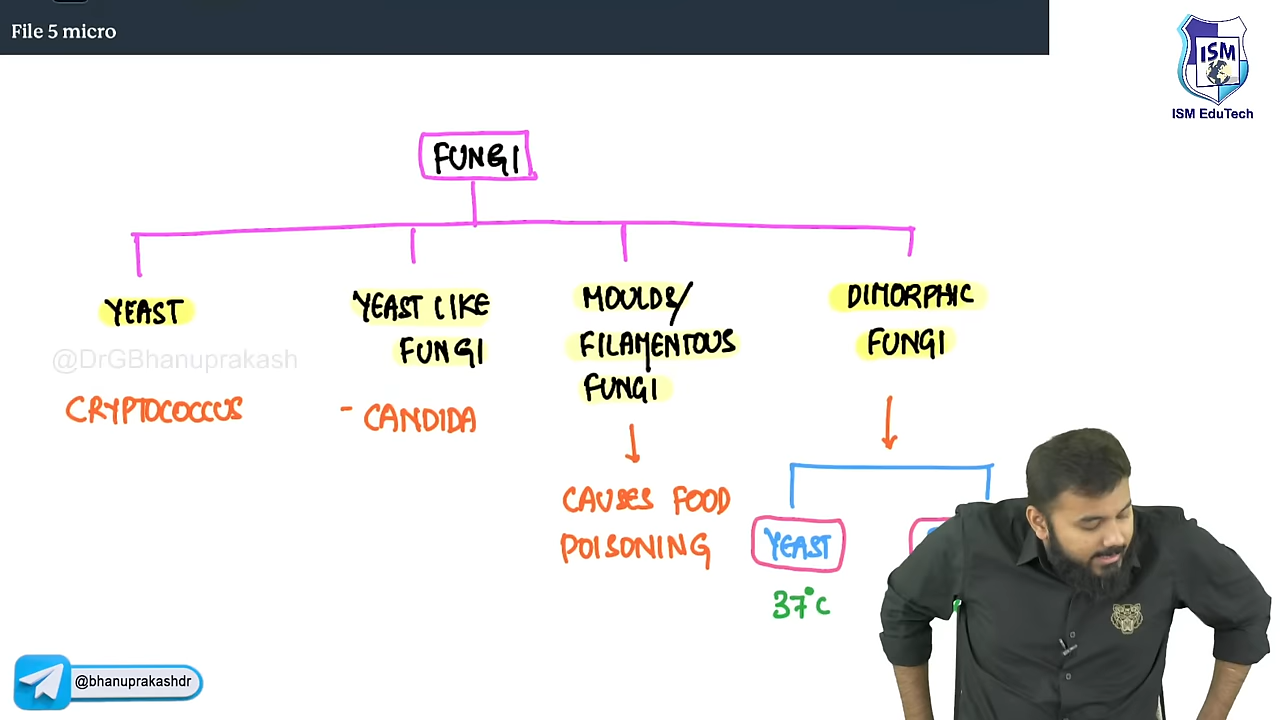 File 5 micro
ISM
ISM EduTech
FUNGI
YEAST
@DrGBhanuprakash
CRYPTOCOCCUS
YEAST LIKE
FUNGI
- CANDIDA
MOULDS/
FILAMENTOUS
FUNGI
CAUSES FOOD
POISONING
DIMORPHIC
FUNGI
YEAST
37°C
@bhanuprakashdr